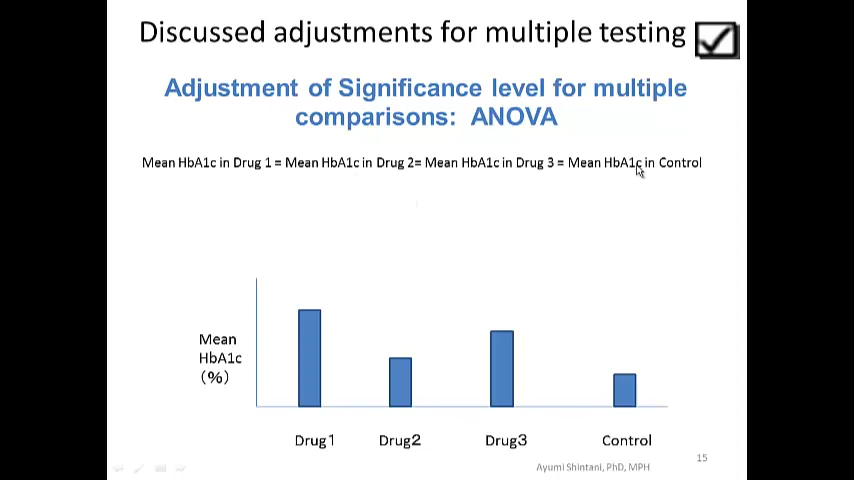 Discussed adjustments for multiple testing
Adjustment of Significance level for multiple
comparisons: ANOVA
Mean HbA1c in Drug 1 = Mean HbA1c in Drug 2= Mean HbA1c in Drug 3 = Mean HbA1c in Control
Mean
HbA1c
(%)
Drug1 Drug2 Drug3 Control
15
Ayumi Shintani, PhD, MPH